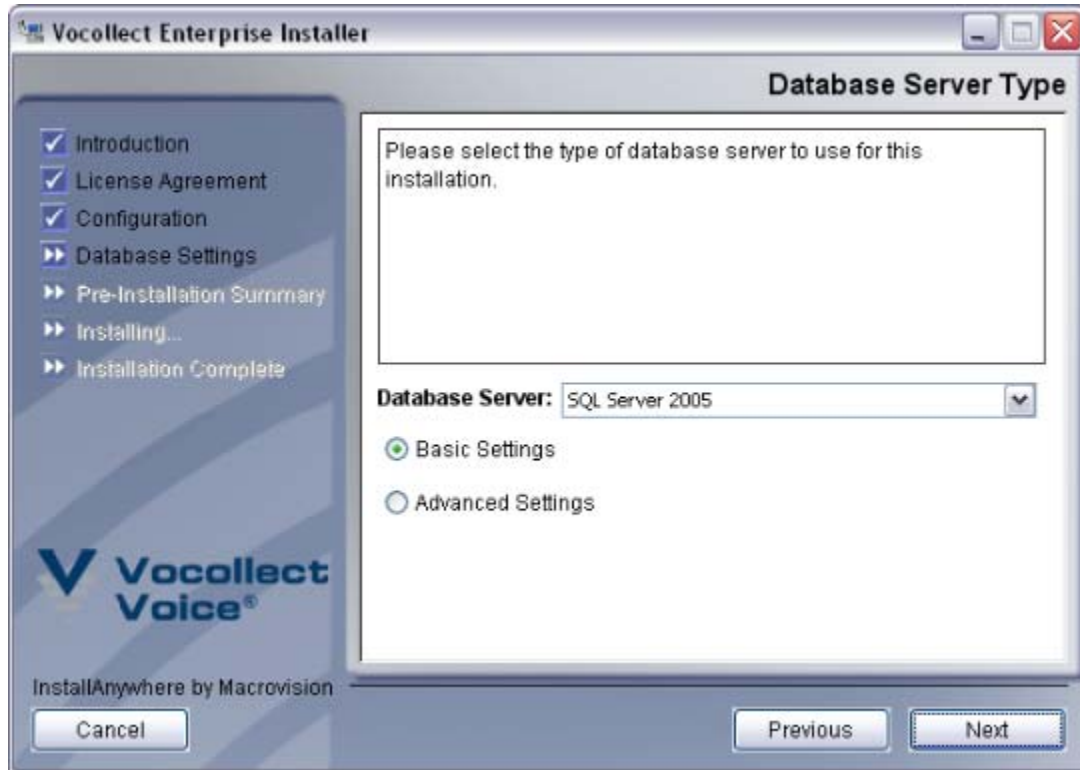 Vocollect Enterprise Installer
Database Server Type
Introduction
License Agreement
Configuration
Database Settings
Pre-Installation Summary
Installing...
Installation Complete
Please select the type of database server to use for this
installation.
Database Server: SQL Server 2005
Basic Settings
Advanced Settings
Vocollect
Voice®
InstallAnywhere by Macrovision
Cancel
Previous
Next